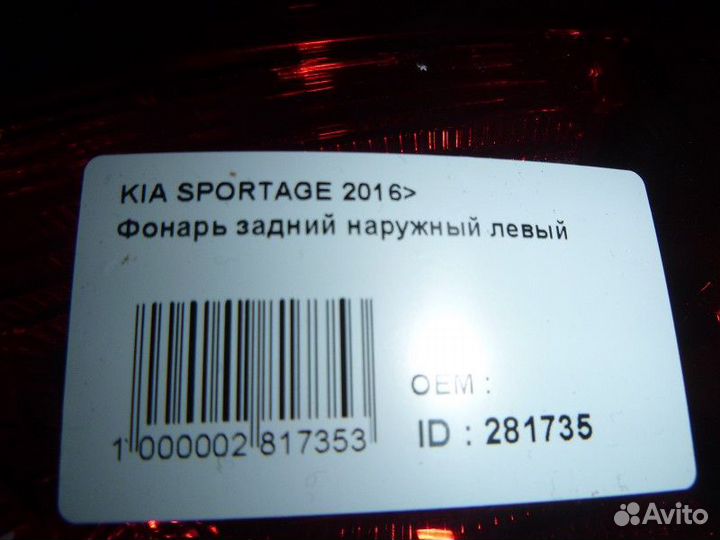 KIA SPORTAGE 2016>
Фонарь задний наружный левый
OEM :
ID : 281735
1 000002 817353
Avito